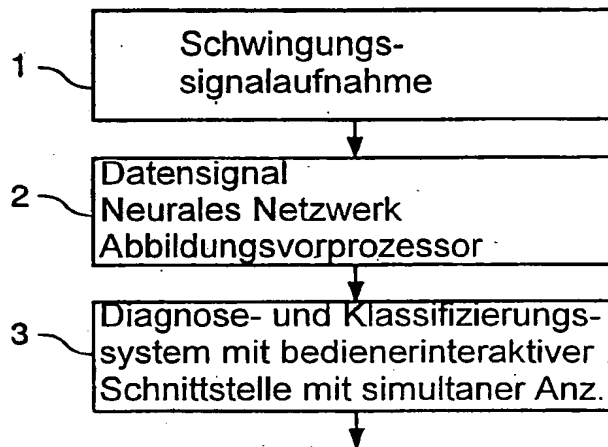 1
Schwingungs-
signalaufnahme
2
Datensignal
Neurales Netzwerk
Abbildungsvorprozessor
3
Diagnose- und Klassifizierungs-
system mit bedienerinteraktiver
Schnittstelle mit simultaner Anz.